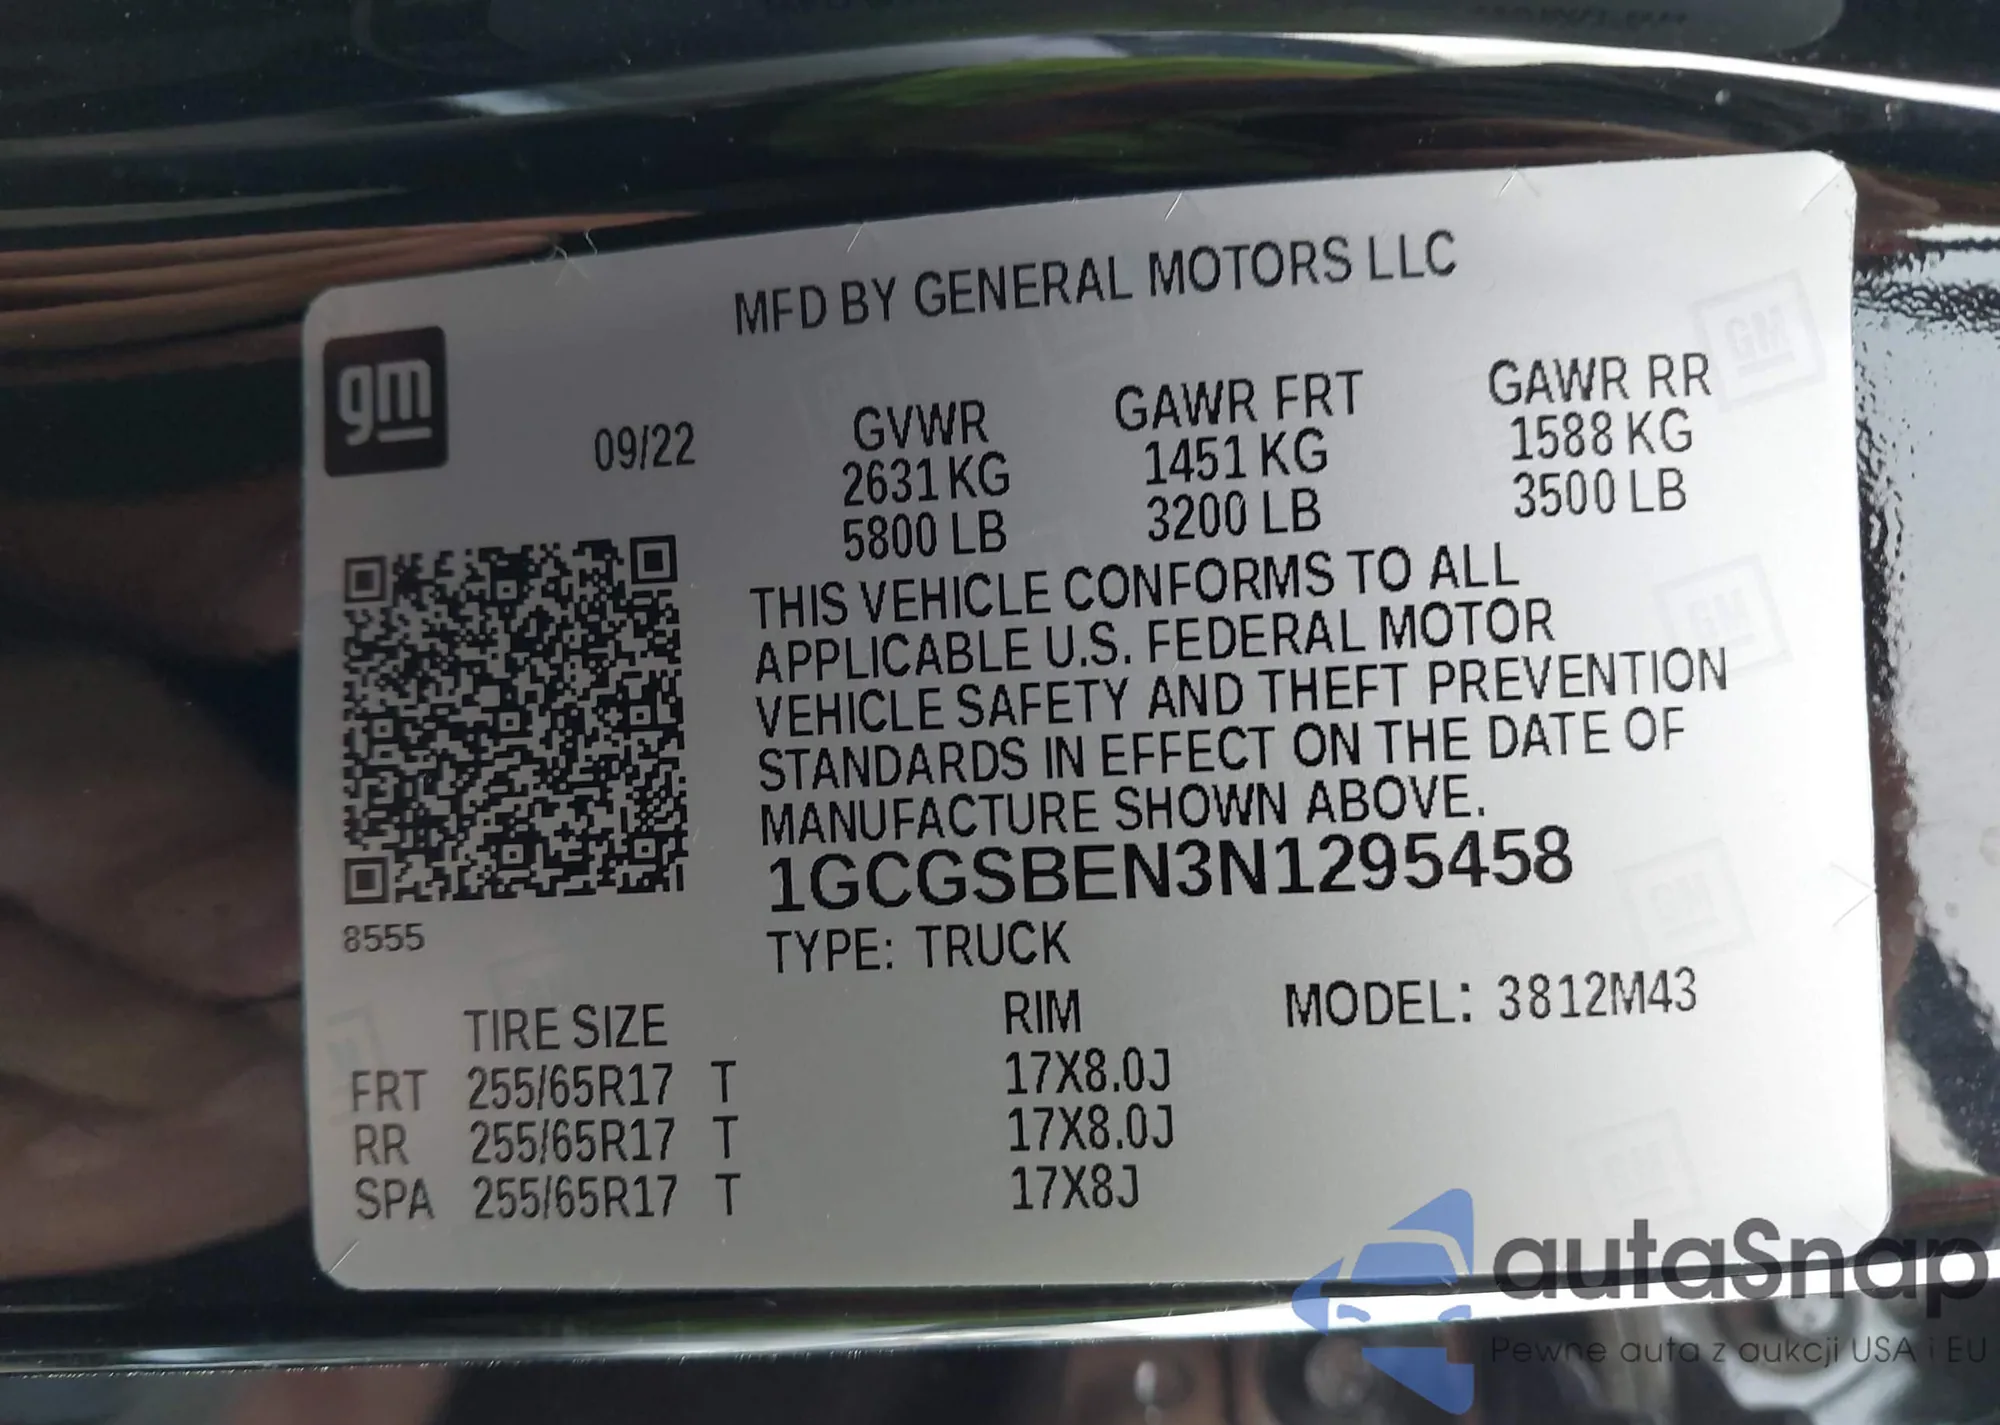 MFD BY GENERAL MOTORS LLC
gm
09/22
GVWR
2631 KG
5800 LB
GAWR FRT
1451 KG
3200 LB
GAWR RR
1588 KG
3500 LB
THIS VEHICLE CONFORMS TO ALL
APPLICABLE U.S. FEDERAL MOTOR
VEHICLE SAFETY AND THEFT PREVENTION
STANDARDS IN EFFECT ON THE DATE OF
MANUFACTURE SHOWN ABOVE.
1GCGSBEN3N1295458
8555
TYPE: TRUCK
MODEL: 3812M43
TIRE SIZE RIM
FRT 255/65R17 T 17X8.0J
RR 255/65R17 T 17X8.0J
SPA 255/65R17 T 17X8J
GM
GM
GM
GM
autaSnap
Pewne auta z aukcji USA i EU